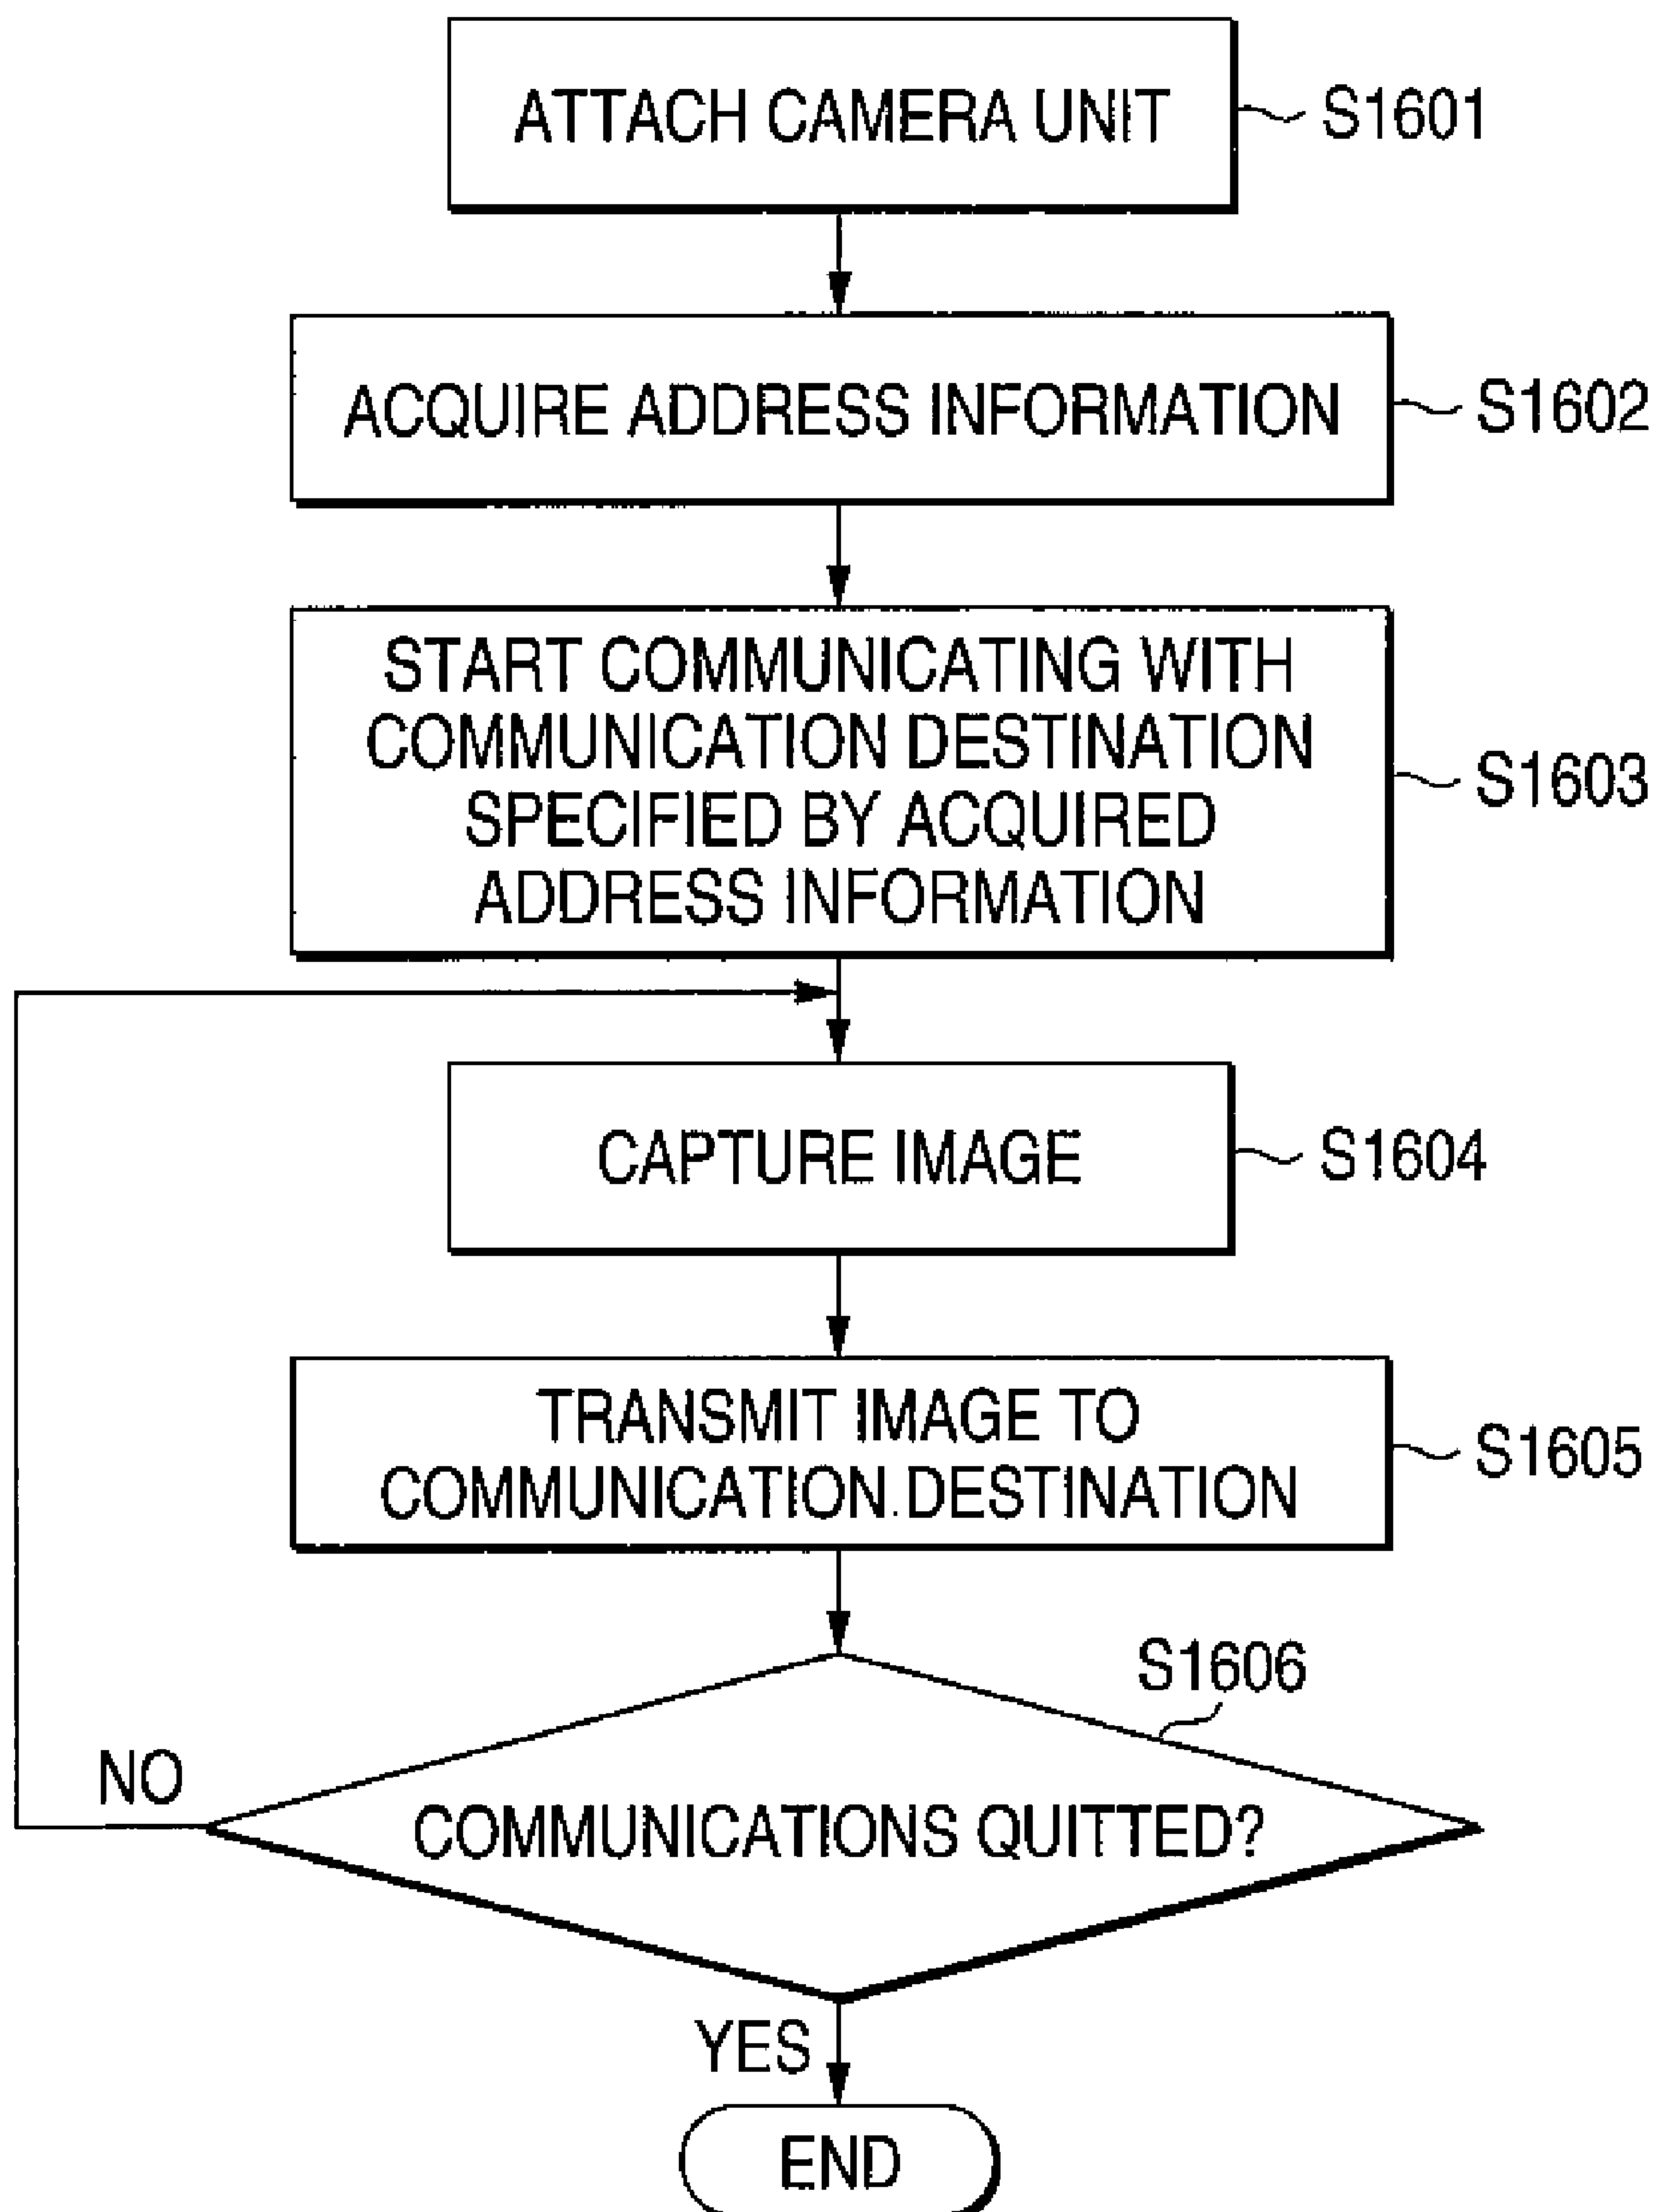 ATTACH CAMERA UNIT
S1601
ACQUIRE ADDRESS INFORMATION
S1602
START COMMUNICATING WITH
COMMUNICATION DESTINATION
SPECIFIED BY ACQUIRED
ADDRESS INFORMATION
S1603
CAPTURE IMAGE
S1604
TRANSMIT IMAGE TO
COMMUNICATION DESTINATION
S1605
S1606
NO
COMMUNICATIONS QUITTED?
YES
END